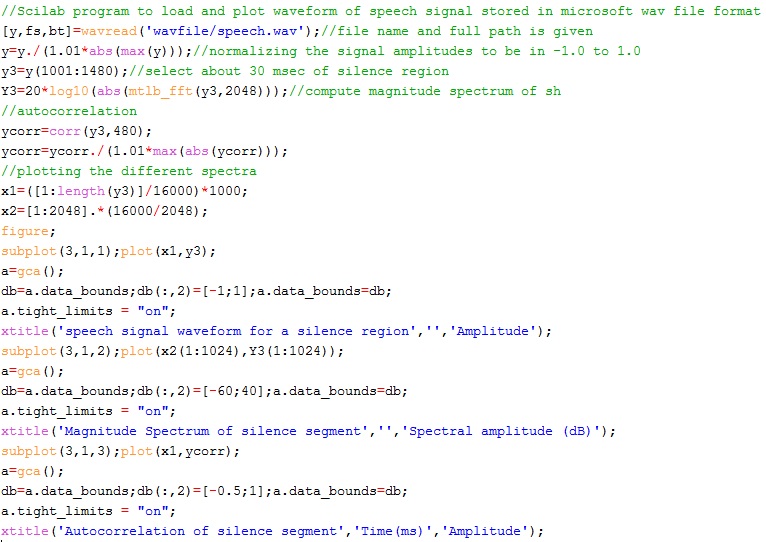 //Scilab program to load and plot waveform of speech signal stored in microsoft wav file format
[y,fs,bt]=wavread('wavfile/speech.wav');//file name and full path is given
y=y./(1.01*abs(max(y)));//normalizing the signal amplitudes to be in -1.0 to 1.0
y3=y(1001:1480);//select about 30 msec of silence region
Y3=20*log10(abs(mtlb_fft(y3,2048)));//compute magnitude spectrum of sh
//autocorrelation
ycorr=corr(y3,480);
ycorr=ycorr./(1.01*max(abs(ycorr)));
//plotting the different spectra
x1=([1:length(y3)]/16000)*1000;
x2=[1:2048].*(16000/2048);
figure;
subplot(3,1,1);plot(x1,y3);
a=gca();
db=a.data_bounds;db(:,2)=[-1;1];a.data_bounds=db;
a.tight_limits = "on";
xtitle('speech signal waveform for a silence region','','Amplitude');
subplot(3,1,2);plot(x2(1:1024),Y3(1:1024));
a=gca();
db=a.data_bounds;db(:,2)=[-60;40];a.data_bounds=db;
a.tight_limits = "on";
xtitle('Magnitude Spectrum of silence segment','','Spectral amplitude (dB)');
subplot(3,1,3);plot(x1,ycorr);
a=gca();
db=a.data_bounds;db(:,2)=[-0.5;1];a.data_bounds=db;
a.tight_limits = "on";
xtitle('Autocorrelation of silence segment','Time(ms)','Amplitude');